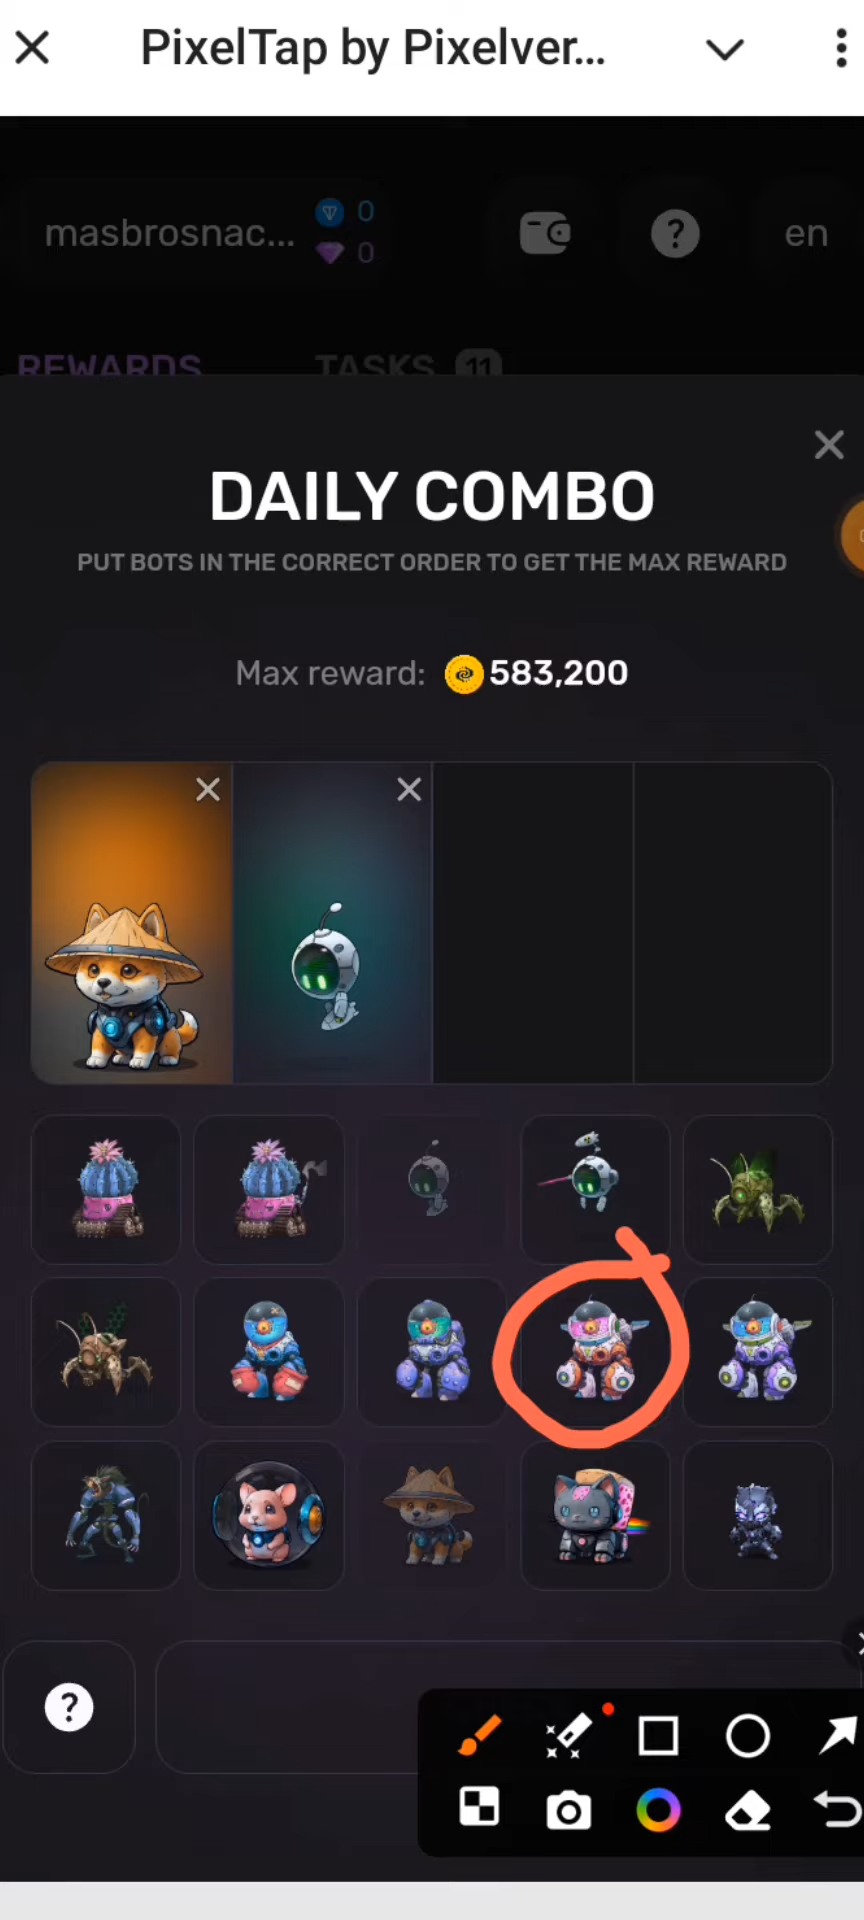 PixelTap by Pixelver...
masbrosnac...
0
0
en
REWARDS
TASKS 11
DAILY COMBO
PUT BOTS IN THE CORRECT ORDER TO GET THE MAX REWARD
Max reward: 583,200